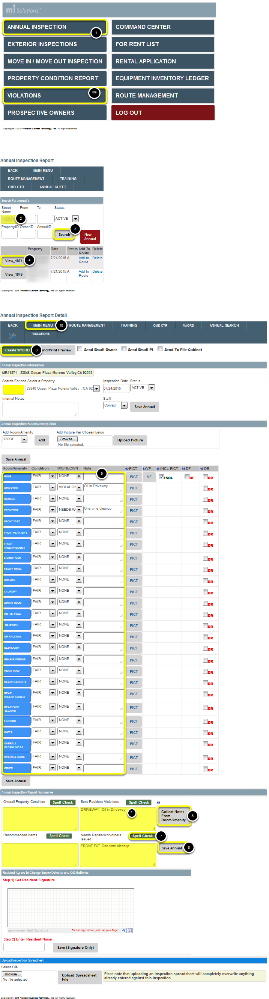 m1 Solutions™
ANNUAL INSPECTION
1
COMMAND CENTER
EXTERIOR INSPECTIONS
FOR RENT LIST
MOVE IN / MOVE OUT INSPECTION
RENTAL APPLICATION
PROPERTY CONDITION REPORT
EQUIPMENT INVENTORY LEDGER
VIOLATIONS
10a
ROUTE MANAGEMENT
PROSPECTIVE OWNERS
LOG OUT
Copyright © 2015 Precision Business Technology, Inc. All rights reserved.
Annual Inspection Report
BACK MAIN MENU
ROUTE MANAGEMENT TRAINING
CMD CTR ANNUAL SHEET
Search For Annual's
Street Name From To Status
2 ACTIVE
PropertyID OwnerID AnnualID
3
Search New Annual
Property Date Status Add To Route Delete
View_1871 4 7/24/2015 A Add to Route Delete
View_1849 7/21/2015 A Add to Route Delete
Copyright © 2015 Precision Business Technology, Inc. All rights reserved.
Annual Inspection Report Detail
BACK MAIN MENU 10 ROUTE MANAGEMENT TRAINING CMD CTR W/ORD ANNUAL SEARCH
VIOLATIONS
Create W/ORD 9 nd/Print Preview Send Email Owner Send Email PI Send To File Cabinet
Annual Inspection Information
AIR#1871 - 23846 Ocean Plaza Moreno Valley,CA 92553
Search For and Select a Property Inspection Date Status
23846 Ocean Plaza Moreno Valley , CA 925 07/24/2015 ACTIVE
Internal Notes Staff
Conrad Save Annual
Annual Inspection Room/Amenity Detail
Add Room/Amenity Add Picture Per Chosen Below
ROOF Add Browse.. Upload Picture
No file selected.
Save Annual
Room/Amenity Condition WO/REC/VN Note PICT VF INCL PICT DF DR
5
ROOF FAIR NONE PICT VF INCL DF DR
DRIVEWAY FAIR VIOLATION Oil in Driveway PICT DR
GARAGE FAIR NONE PICT DR
FRONT EXT FAIR NEEDS WO One time cleanup PICT DR
FRONT YARD FAIR NONE PICT DR
FRONT PLANTERS FAIR NONE PICT DR
FRONT TREES/HEDGES FAIR NONE PICT DR
LIVING ROOM FAIR NONE PICT DR
FAMILY ROOM FAIR NONE PICT DR
KITCHEN FAIR NONE PICT DR
LAUNDRY FAIR NONE PICT DR
DINING ROOM FAIR NONE PICT DR
DN HALLWAY FAIR NONE PICT DR
STAIRWELL FAIR NONE PICT DR
UP HALLWAY FAIR NONE PICT DR
BEDROOM(1) FAIR NONE PICT DR
REAR/EXTERIOR FAIR NONE PICT DR
REAR YARD FAIR NONE PICT DR
REAR PLANTERS FAIR NONE PICT DR
REAR TREES/HEDGES FAIR NONE PICT DR
REAR PATIO SLB/CVD FAIR NONE PICT DR
FENCING FAIR NONE PICT DR
GATES FAIR NONE PICT DR
OVERALL CLEANLINESS FAIR NONE PICT DR
OVERALL CARE FAIR NONE PICT DR
OTHER FAIR NONE PICT DR
Save Annual
Annual Inspection Report Summaries
Overall Property Condition Spell Check Sent Resident Violations Spell Check
DRIVEWAY: Oil in Driveway * Collect Notes From Room/Amenity 6
Recommended Items Spell Check Needs Repair/Workorders Issued Spell Check 7
FRONT EXT: One time cleanup Save Annual 8
Resident Agrees to Change Smoke Detector and C02 Batteries
Step 1) Get Resident Signature
Real Signature Please sign above, just use your finger.
Step 2) Enter Resident Name
Save (Signature Only)
Upload Inspection Spreadheet
Select File
Browse.. Upload Spreadsheet File
No file selected.
Pleae note that uploading an inspection spreadsheet will completely overwrite anything
already entered against this inspection.
Copyright © 2015 Precision Business Technology, Inc. All rights reserved.